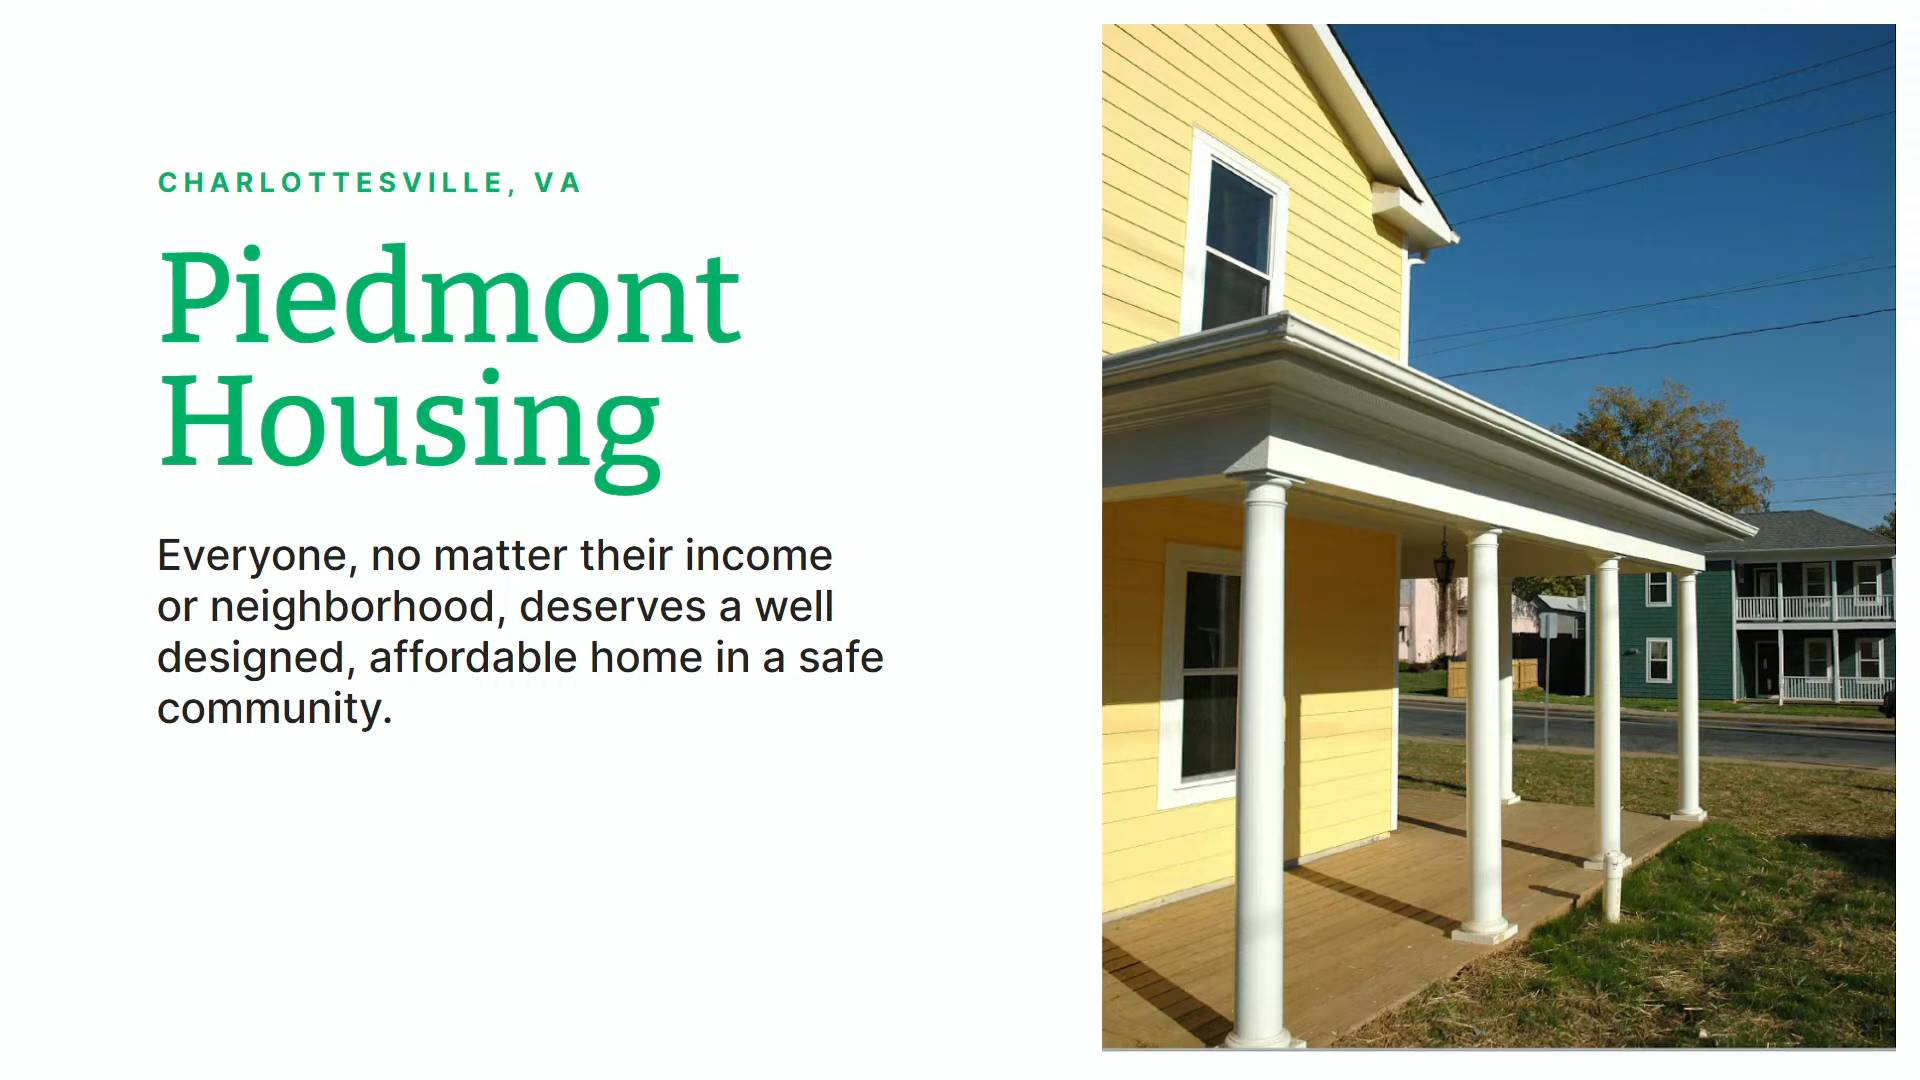 CHARLOTTESVILLE, VA
Piedmont
Housing
Everyone, no matter their income
or neighborhood, deserves a well
designed, affordable home in a safe
community.